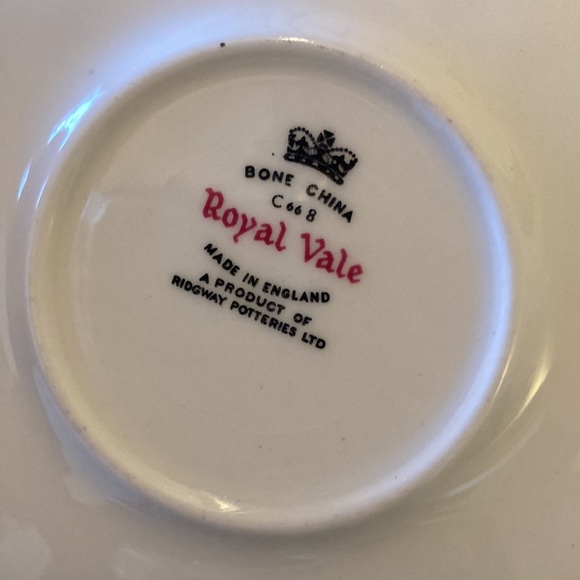 BONE CHINA
C668
Royal Vale
MADE IN ENGLAND
A PRODUCT OF
RIDGWAY POTTERIES LTD